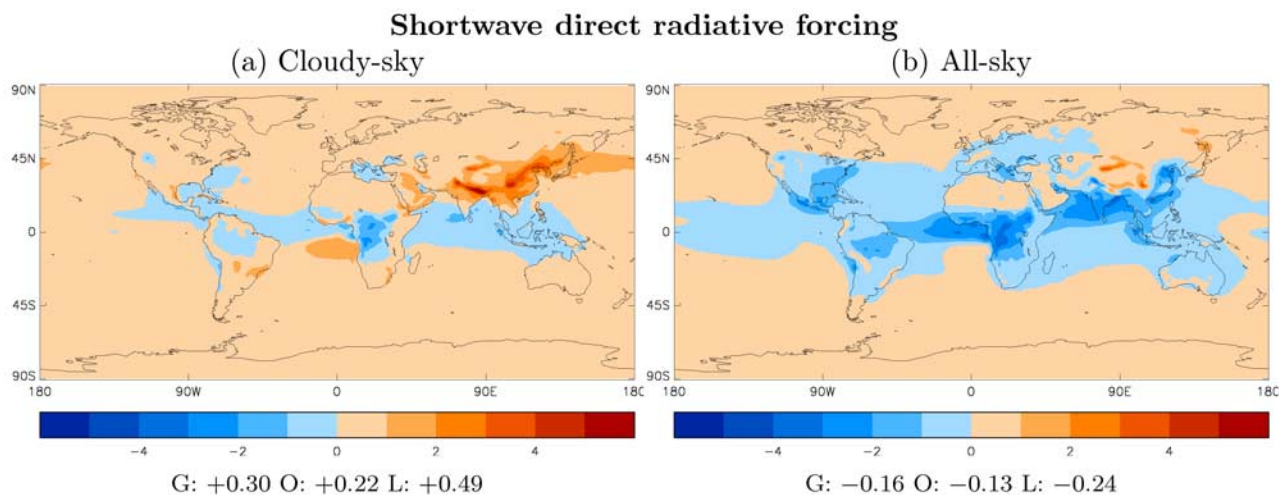 Shortwave direct radiative forcing
(a) Cloudy-sky
(b) All-sky
90N
45N
0
45S
90S
180 90W 0 90E 18
90N
45N
0
45S
90S
180 90W 0 90E 180
-4 -2 0 2 4
-4 -2 0 2 4
G: +0.30 O: +0.22 L: +0.49
G: −0.16 O: −0.13 L: −0.24